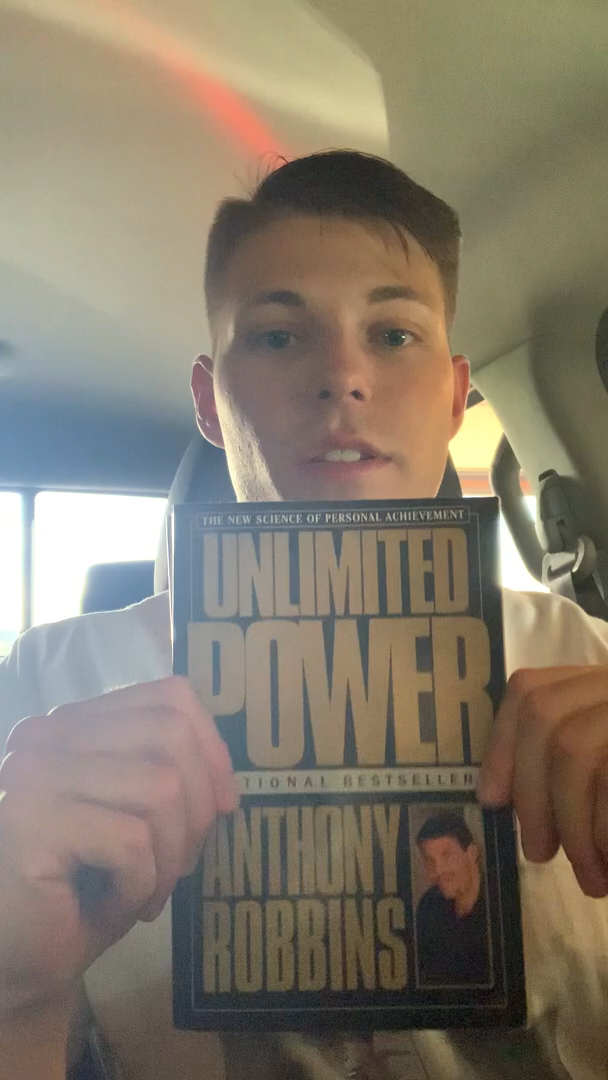 THE NEW SCIENCE OF PERSONAL ACHIEVEMENT
UNLIMITED
POWER
BESTSELLER
ANTHONY
ROBBINS